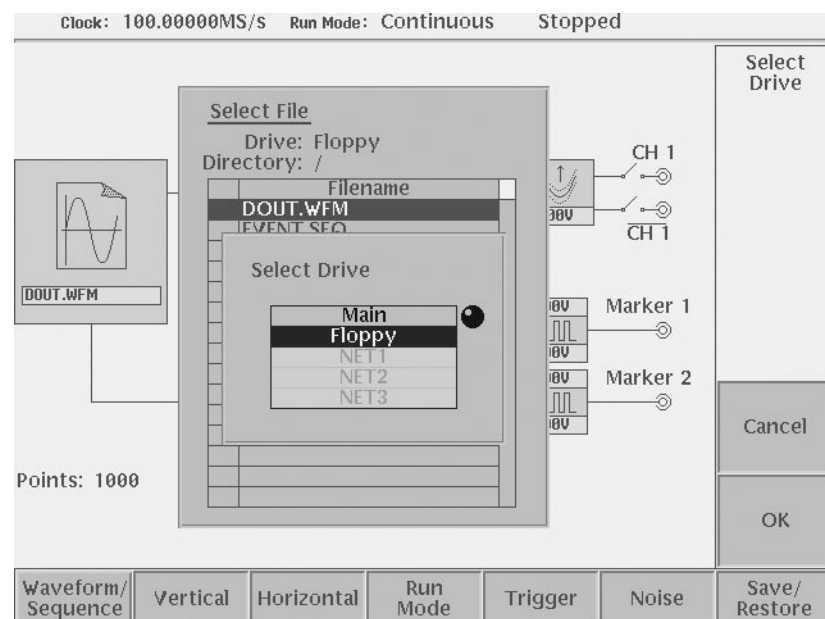 Clock: 100.00000MS/s Run Mode: Continuous Stopped
Select Drive
Select File
Drive: Floppy
Directory: /
Filename
DOUT.WFM
EVENT.SEQ
Select Drive
Main
Floppy
NET1
NET2
NET3
DOUT.WFM
CH 1
CH 1
Marker 1
Marker 2
Points: 1000
Cancel
OK
Waveform/
Sequence
Vertical
Horizontal
Run
Mode
Trigger
Noise
Save/
Restore